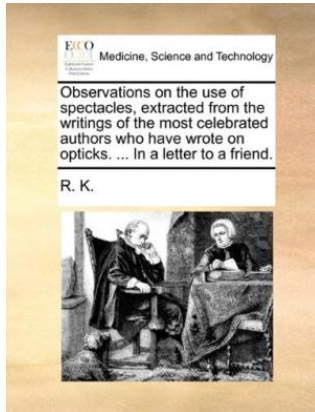 ECCO
Medicine, Science and Technology
Observations on the use of
spectacles, extracted from the
writings of the most celebrated
authors who have wrote on
opticks. ... In a letter to a friend.
R. K.